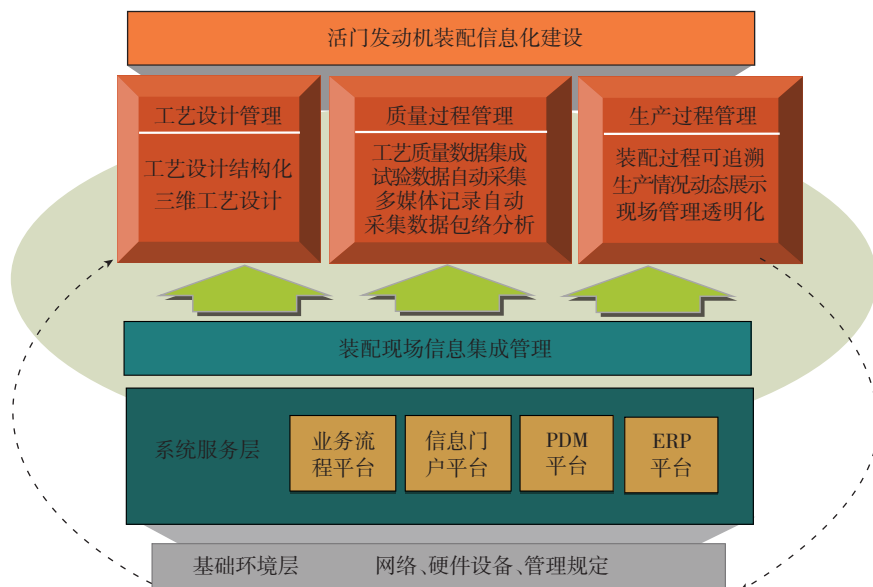 活门发动机装配信息化建设
工艺设计管理
工艺设计结构化
三维工艺设计
质量过程管理
工艺质量数据集成
试验数据自动采集
多媒体记录自动
采集数据包络分析
生产过程管理
装配过程可追溯
生产情况动态展示
现场管理透明化
装配现场信息集成管理
系统服务层
业务流
程平台
信息门
户平台
PDM
平台
ERP
平台
基础环境层 网络、硬件设备、管理规定